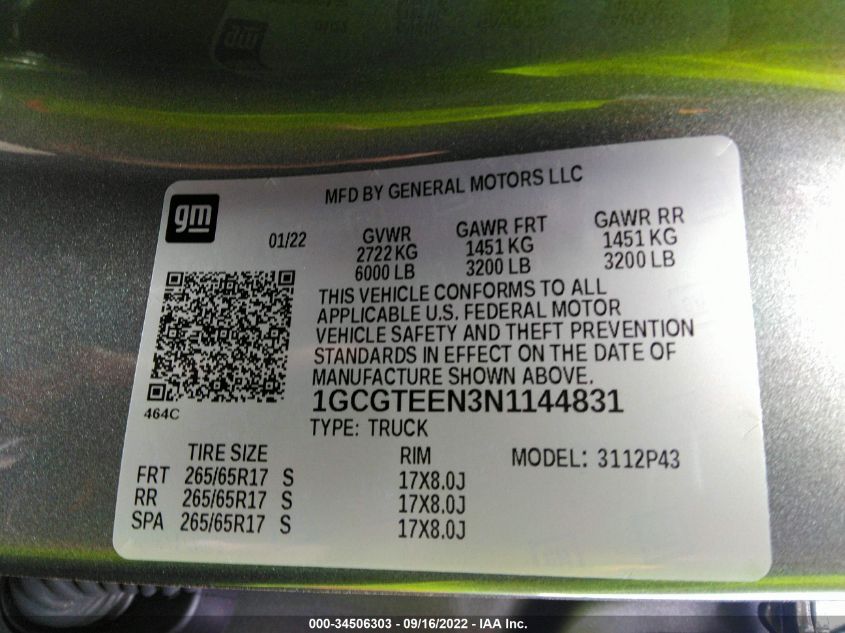 MFD BY GENERAL MOTORS LLC
gm
01/22
GVWR
2722 KG
6000 LB
GAWR FRT
1451 KG
3200 LB
GAWR RR
1451 KG
3200 LB
THIS VEHICLE CONFORMS TO ALL
APPLICABLE U.S. FEDERAL MOTOR
VEHICLE SAFETY AND THEFT PREVENTION
STANDARDS IN EFFECT ON THE DATE OF
MANUFACTURE SHOWN ABOVE.
464C
1GCGTEEN3N1144831
TYPE: TRUCK
MODEL: 3112P43
TIRE SIZE RIM
FRT 265/65R17 S 17X8.0J
RR 265/65R17 S 17X8.0J
SPA 265/65R17 S 17X8.0J
000-34506303 - 09/16/2022 - IAA Inc.